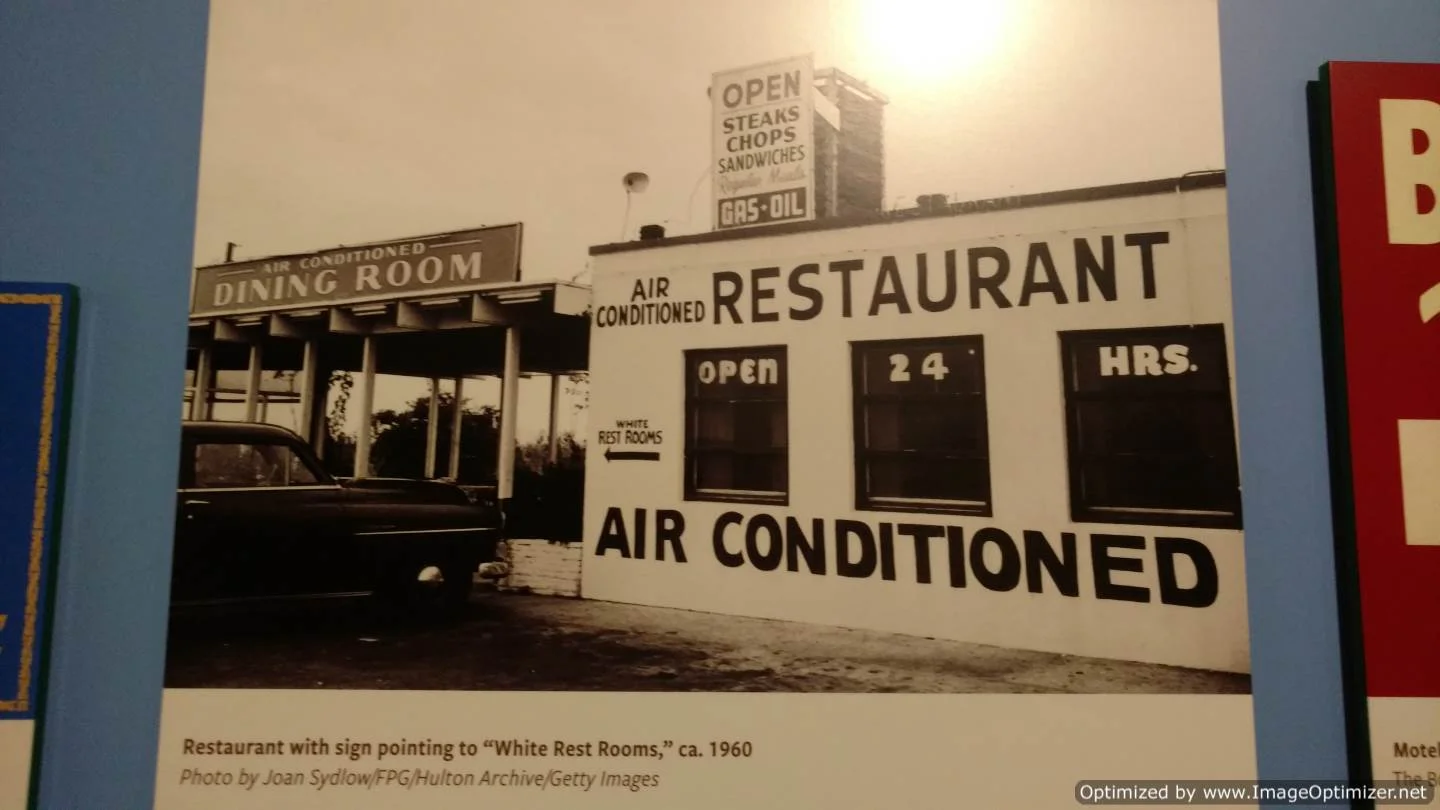 OPEN
STEAKS
CHOPS
SANDWICHES
Regular Meals
GAS·OIL
AIR CONDITIONED
DINING ROOM
AIR
CONDITIONED
RESTAURANT
OPEN
24
HRS.
WHITE
REST ROOMS
AIR CONDITIONED
Restaurant with sign pointing to “White Rest Rooms,” ca. 1960
Photo by Joan Sydlow/FPG/Hulton Archive/Getty Images
B
Motel
The B
Optimized by www.ImageOptimizer.net